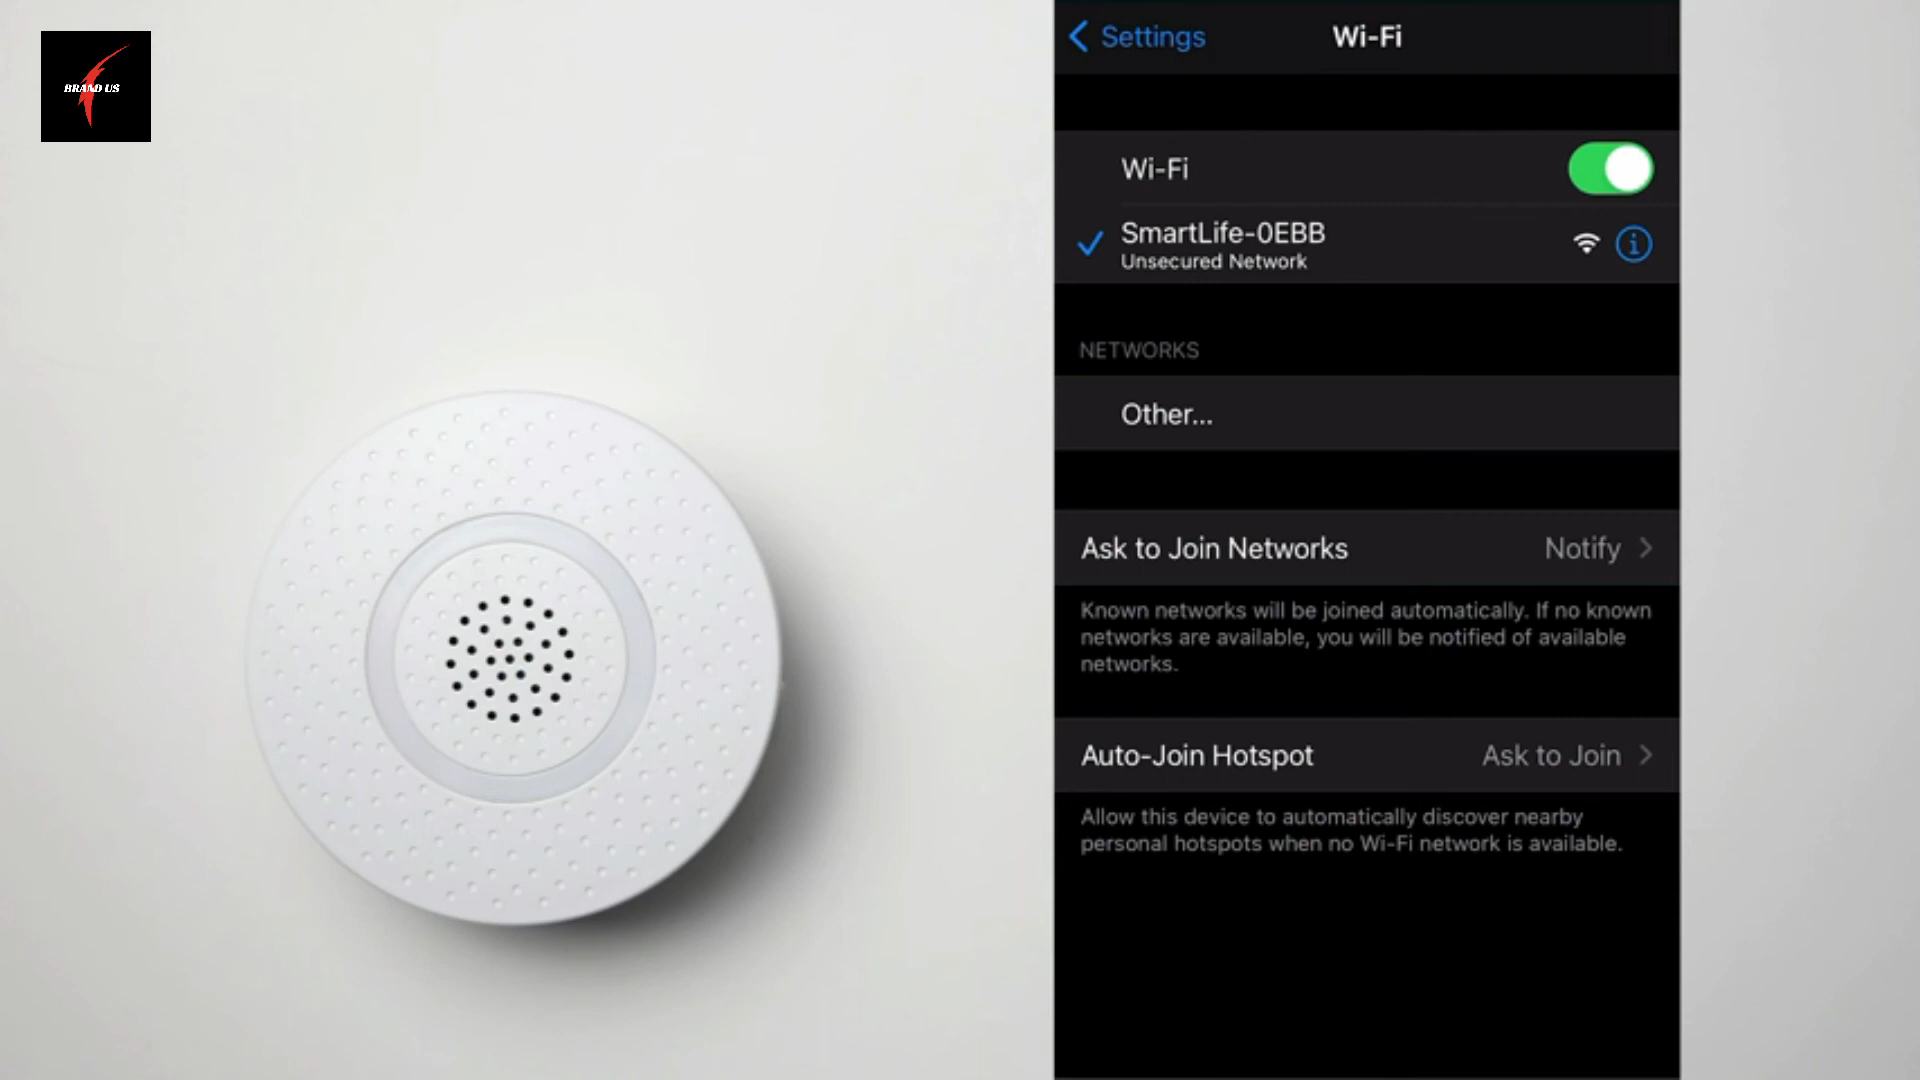 BRAND US
Settings
Wi-Fi
Wi-Fi
SmartLife-0EBB
Unsecured Network
NETWORKS
Other...
Ask to Join Networks
Notify
Known networks will be joined automatically. If no known
networks are available, you will be notified of available
networks.
Auto-Join Hotspot
Ask to Join
Allow this device to automatically discover nearby
personal hotspots when no Wi-Fi network is available.